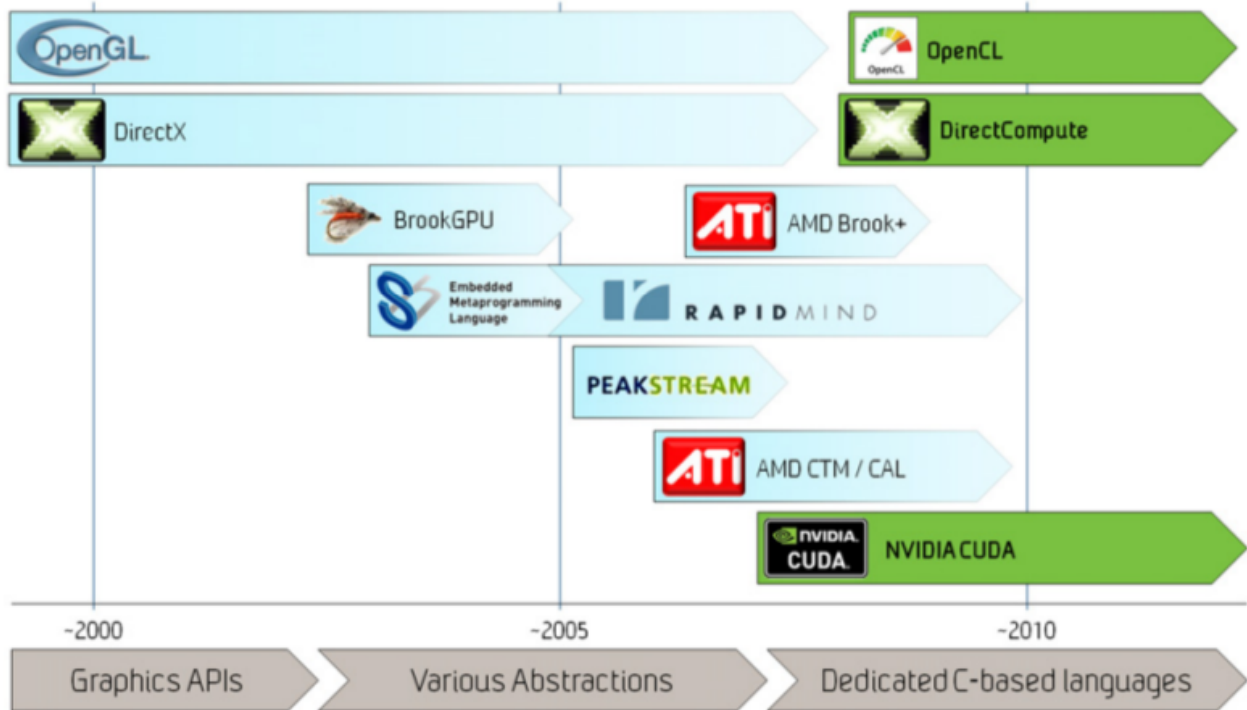 OpenGL
OpenCL
OpenCL
DirectX
DirectCompute
BrookGPU
ATI
AMD Brook+
Embedded
Metaprogramming
Language
RAPIDMIND
PEAKSTREAM
ATI
AMD CTM / CAL
NVIDIA.
CUDA.
NVIDIA CUDA
~2000
~2005
~2010
Graphics APIs
Various Abstractions
Dedicated C-based languages